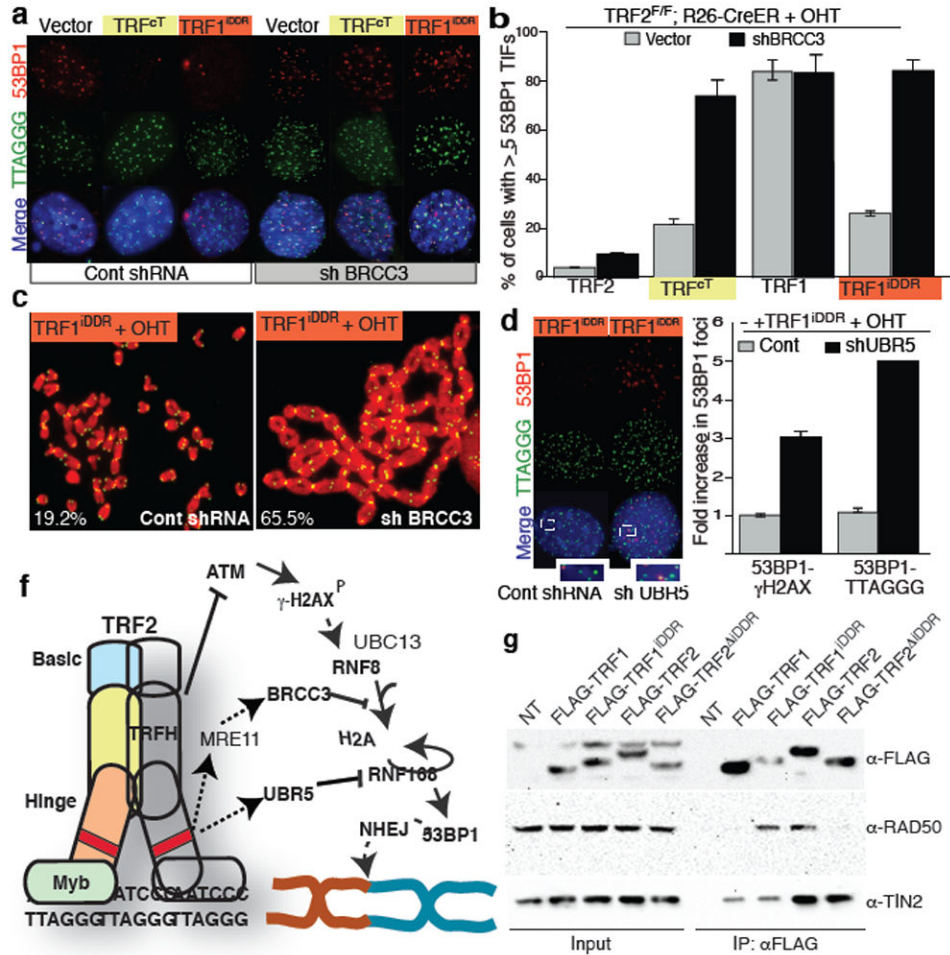 a
Vector TRFcT TRF1iDDR Vector TRFcT TRF1iDDR
53BP1
TTAGGG
Merge
Cont shRNA
sh BRCC3
b
TRF2F/F; R26-CreER + OHT
Vector shBRCC3
% of cells with > 5 53BP1 TIFs
100
80
60
40
20
0
TRF2 TRFcT TRF1 TRF1iDDR
c
TRF1iDDR + OHT
19.2% Cont shRNA
TRF1iDDR + OHT
65.5% sh BRCC3
d
TRF1iDDR TRF1iDDR
53BP1
TTAGGG
Merge
Cont shRNA sh UBR5
+TRF1iDDR + OHT
Cont shUBR5
Fold increase in 53BP1 foci
5
3
1
53BP1-
γH2AX
53BP1-
TTAGGG
f
ATM
γ-H2AXP
TRF2
UBC13
RNF8
Basic
BRCC3
TRFH
MRE11
H2A
RNF168
Hinge
UBR5
NHEJ
53BP1
Myb
ATCCC AATCCC
TTAGGGTTAGGGTTAGGG
g
NT FLAG-TRF1 FLAG-TRF1iDDR FLAG-TRF2 FLAG-TRF2ΔiDDR
NT FLAG-TRF1 FLAG-TRF1iDDR FLAG-TRF2 FLAG-TRF2ΔiDDR
α-FLAG
α-RAD50
α-TIN2
Input
IP: αFLAG